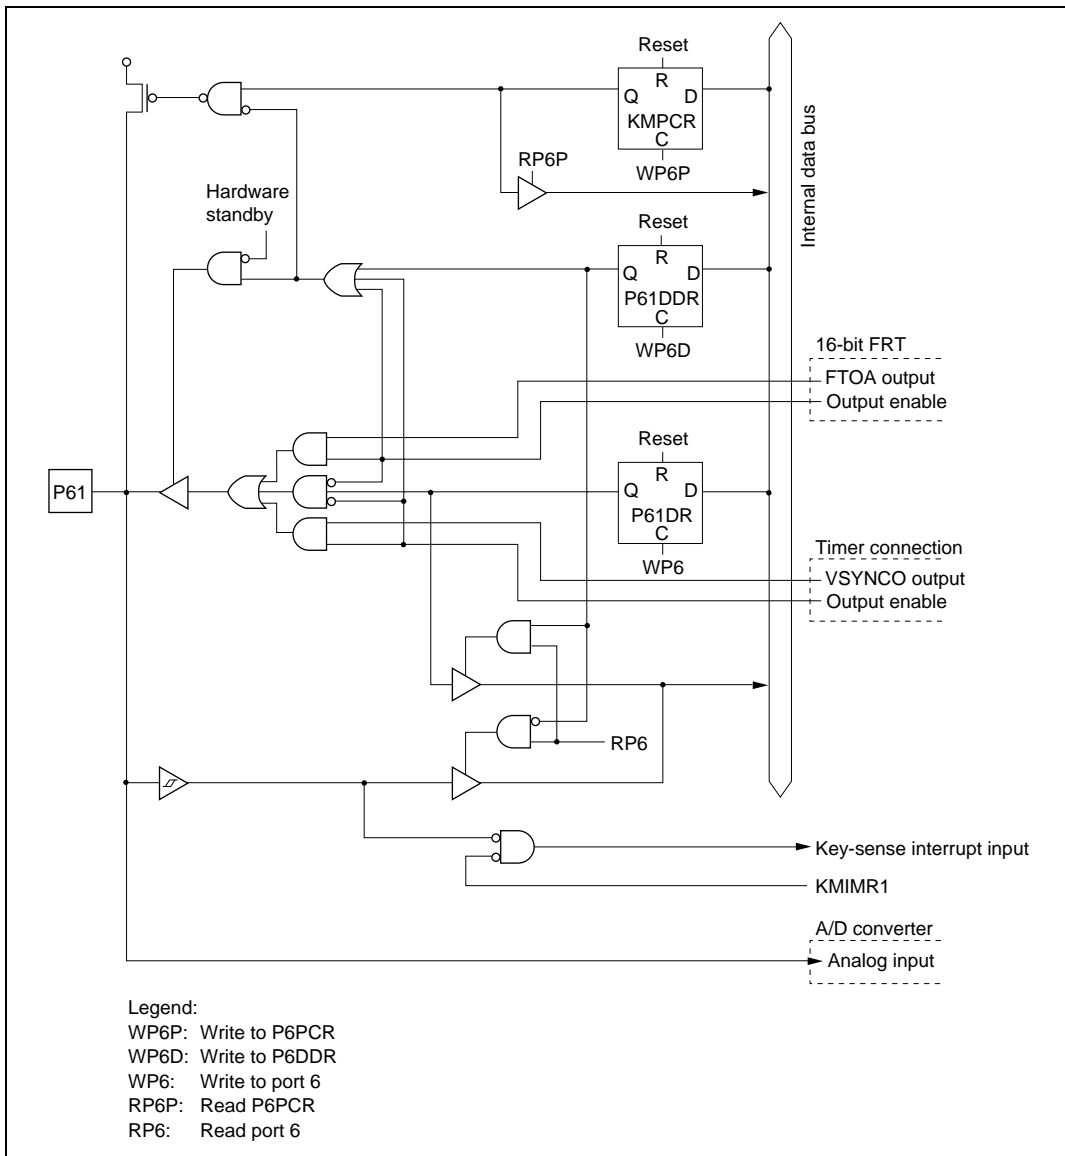 Reset
R
Q
D
KMPCR
C
WP6P
RP6P
Internal data bus
Hardware
standby
Reset
R
Q
D
P61DDR
C
WP6D
16-bit FRT
FTOA output
Output enable
Reset
R
Q
D
P61DR
C
WP6
P61
Timer connection
VSYNCO output
Output enable
RP6
Key-sense interrupt input
KMIMR1
A/D converter
Analog input
Legend:
WP6P: Write to P6PCR
WP6D: Write to P6DDR
WP6: Write to port 6
RP6P: Read P6PCR
RP6: Read port 6